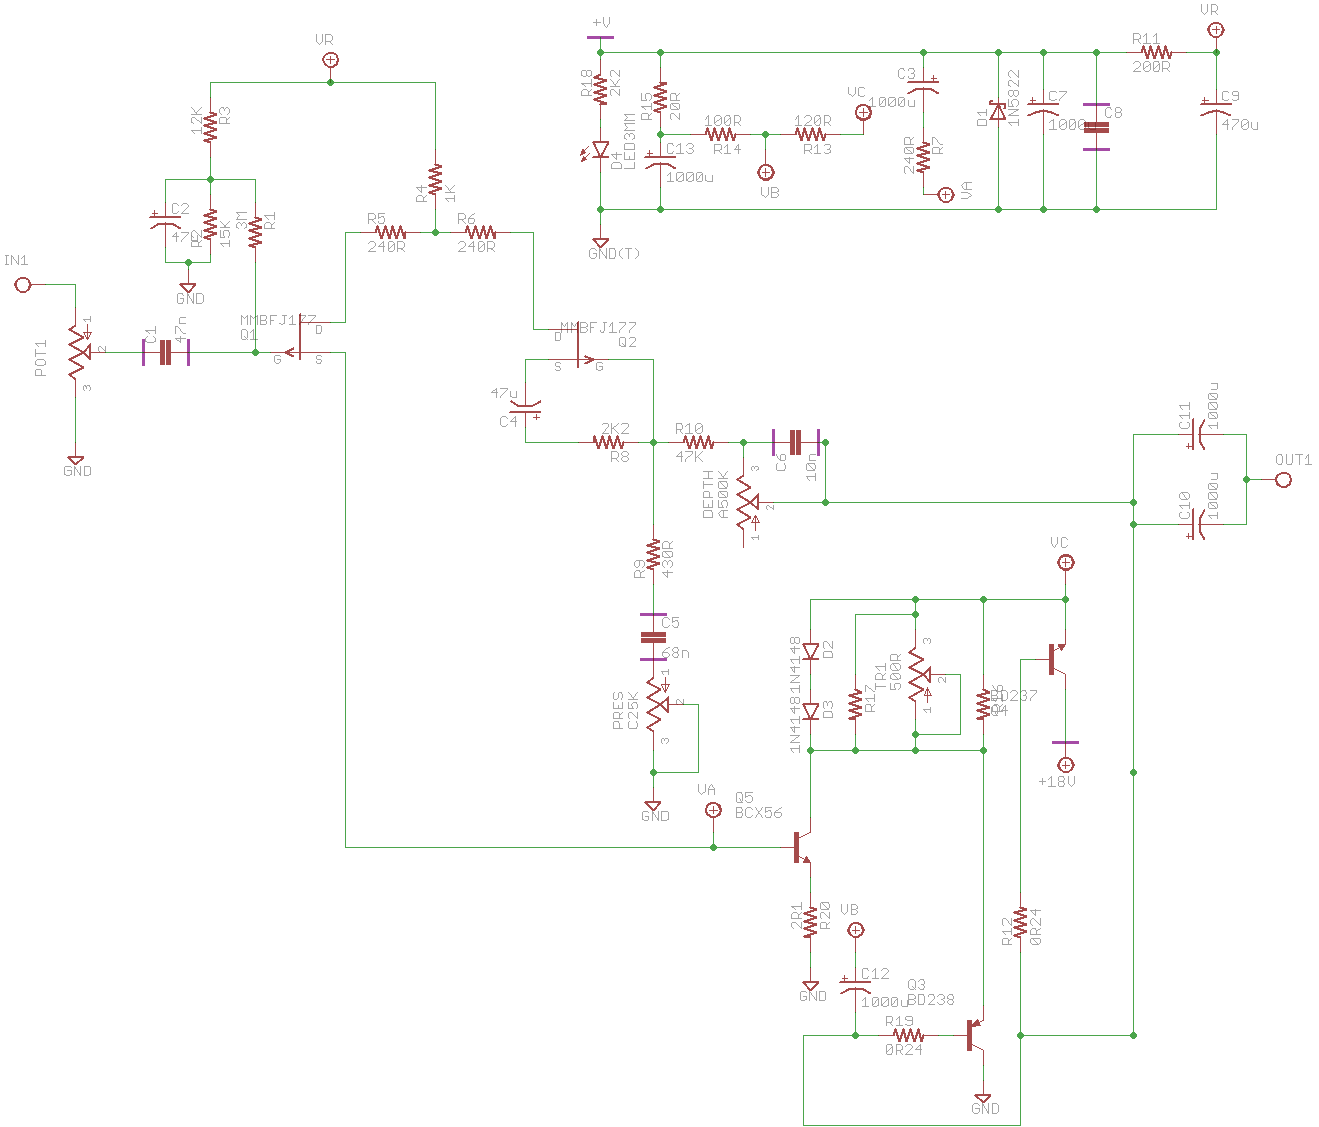 +V
VR
VR
R11
200R
R18
2K2
R15
20R
C3
1000u
VC
1N5822
D1
C7
C8
C9
470u
100R
R14
120R
R13
12K
R3
D4
LED3MM
C13
1000u
240R
R7
VB
VA
R4
1K
C2
15K
3M
R1
R5
240R
R6
240R
GND(T)
IN1
GND
MMBFJ177
Q1
D
G
S
MMBFJ177
Q2
D
S
G
POT1
1
2
3
C1
47n
47u
C4
2K2
R8
R10
47K
C6
10n
C11
1000u
GND
DEPTH
A500K
3
2
1
C10
1000u
OUT1
R9
430R
VC
C5
68n
1N4148
D2
TR1
500R
3
2
1
PRES
C25K
1
2
3
1N4148
D3
R17
BD237
+18V
VA
Q5
BCX56
GND
2R1
R20
VB
R12
0R24
C12
1000u
Q3
BD238
GND
R19
0R24
GND